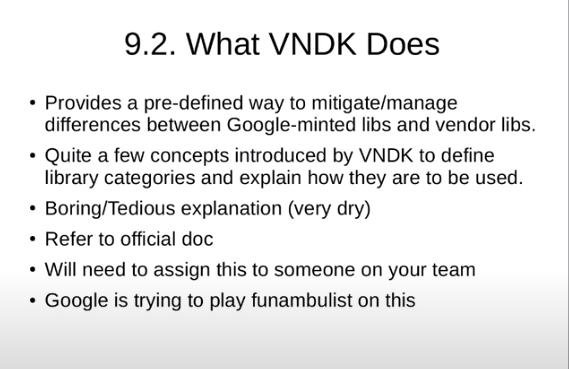 9.2. What VNDK Does
• Provides a pre-defined way to mitigate/manage
differences between Google-minted libs and vendor libs.
• Quite a few concepts introduced by VNDK to define
library categories and explain how they are to be used.
• Boring/Tedious explanation (very dry)
• Refer to official doc
• Will need to assign this to someone on your team
• Google is trying to play funambulist on this